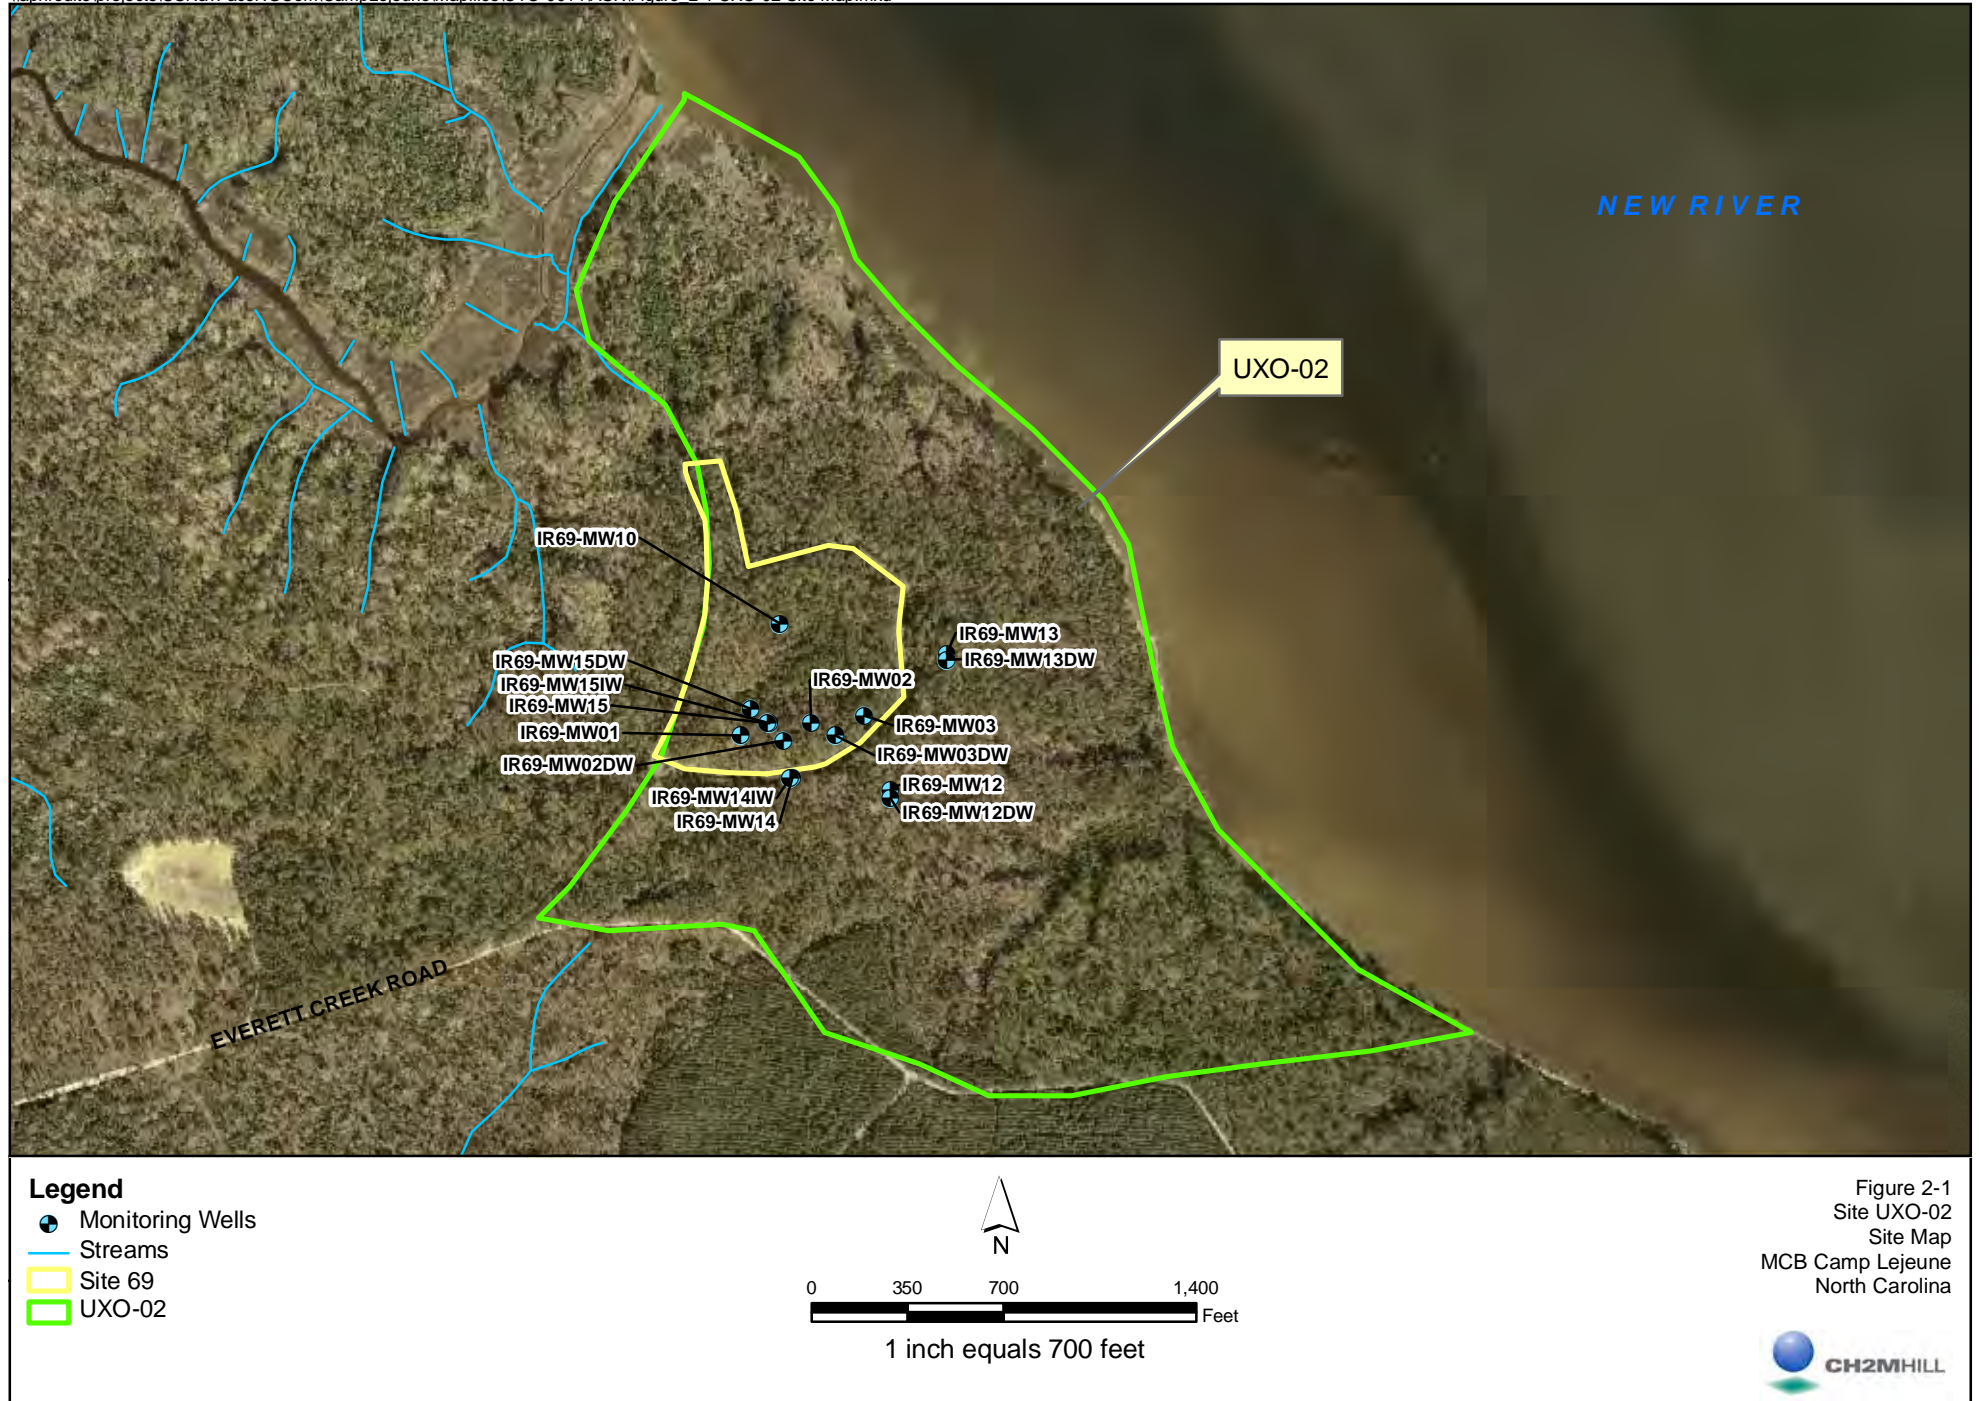 NEW RIVER
UXO-02
IR69-MW10
IR69-MW13
IR69-MW13DW
IR69-MW15DW
IR69-MW15IW
IR69-MW15
IR69-MW01
IR69-MW02DW
IR69-MW02
IR69-MW03
IR69-MW03DW
IR69-MW14IW
IR69-MW14
IR69-MW12
IR69-MW12DW
EVERETT CREEK ROAD
Legend
Monitoring Wells
Streams
Site 69
UXO-02
N
0 350 700 1,400
Feet
1 inch equals 700 feet
Figure 2-1
Site UXO-02
Site Map
MCB Camp Lejeune
North Carolina
CH2MHILL